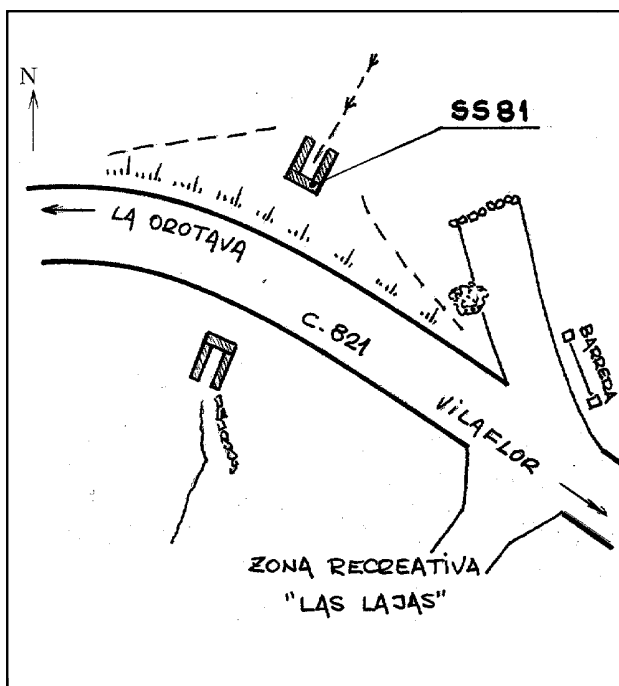 N
SS81
LA OROTAVA
C-821
BARRERA
VILAFLOR
ZONA RECREATIVA
"LAS LAJAS"